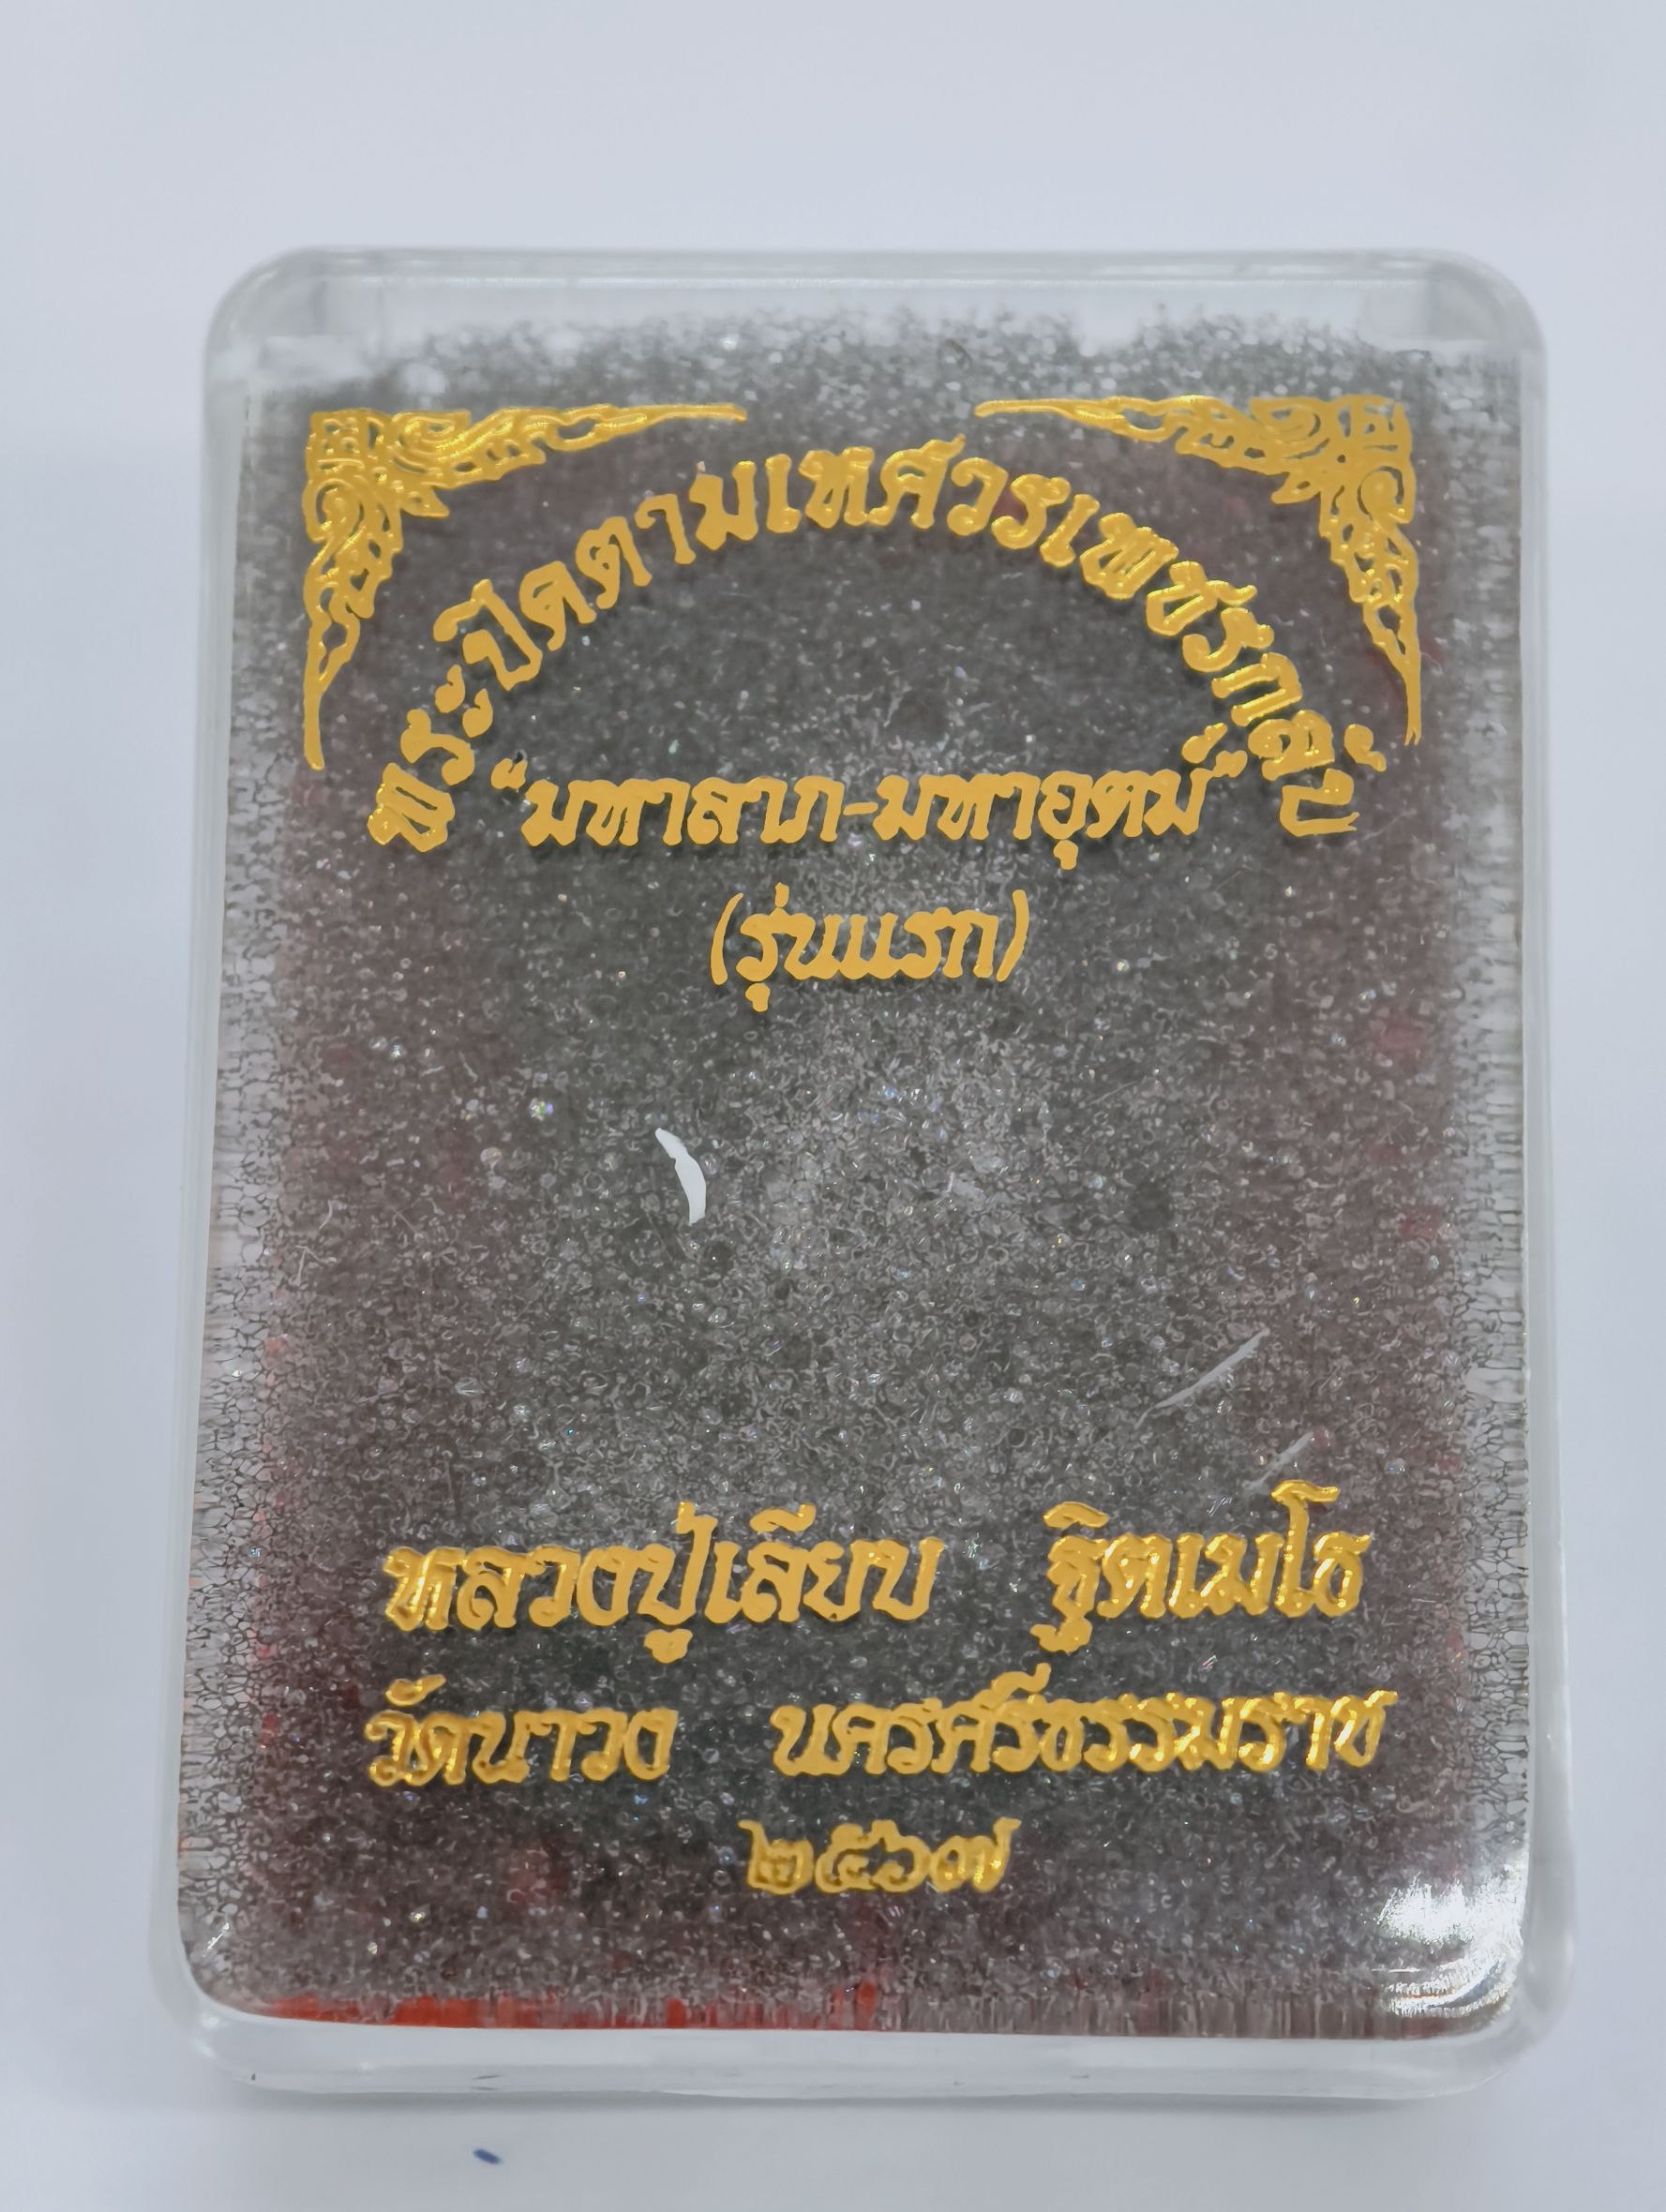 พระปิดตามเหศวรเพชรกลับ
"มหาลาภ-มหาอุตม์"
(รุ่นแรก)
หลวงปู่เลียบ ฐิตเมโธ
วัดนาวง นครศรีธรรมราช
๒๕๖๗